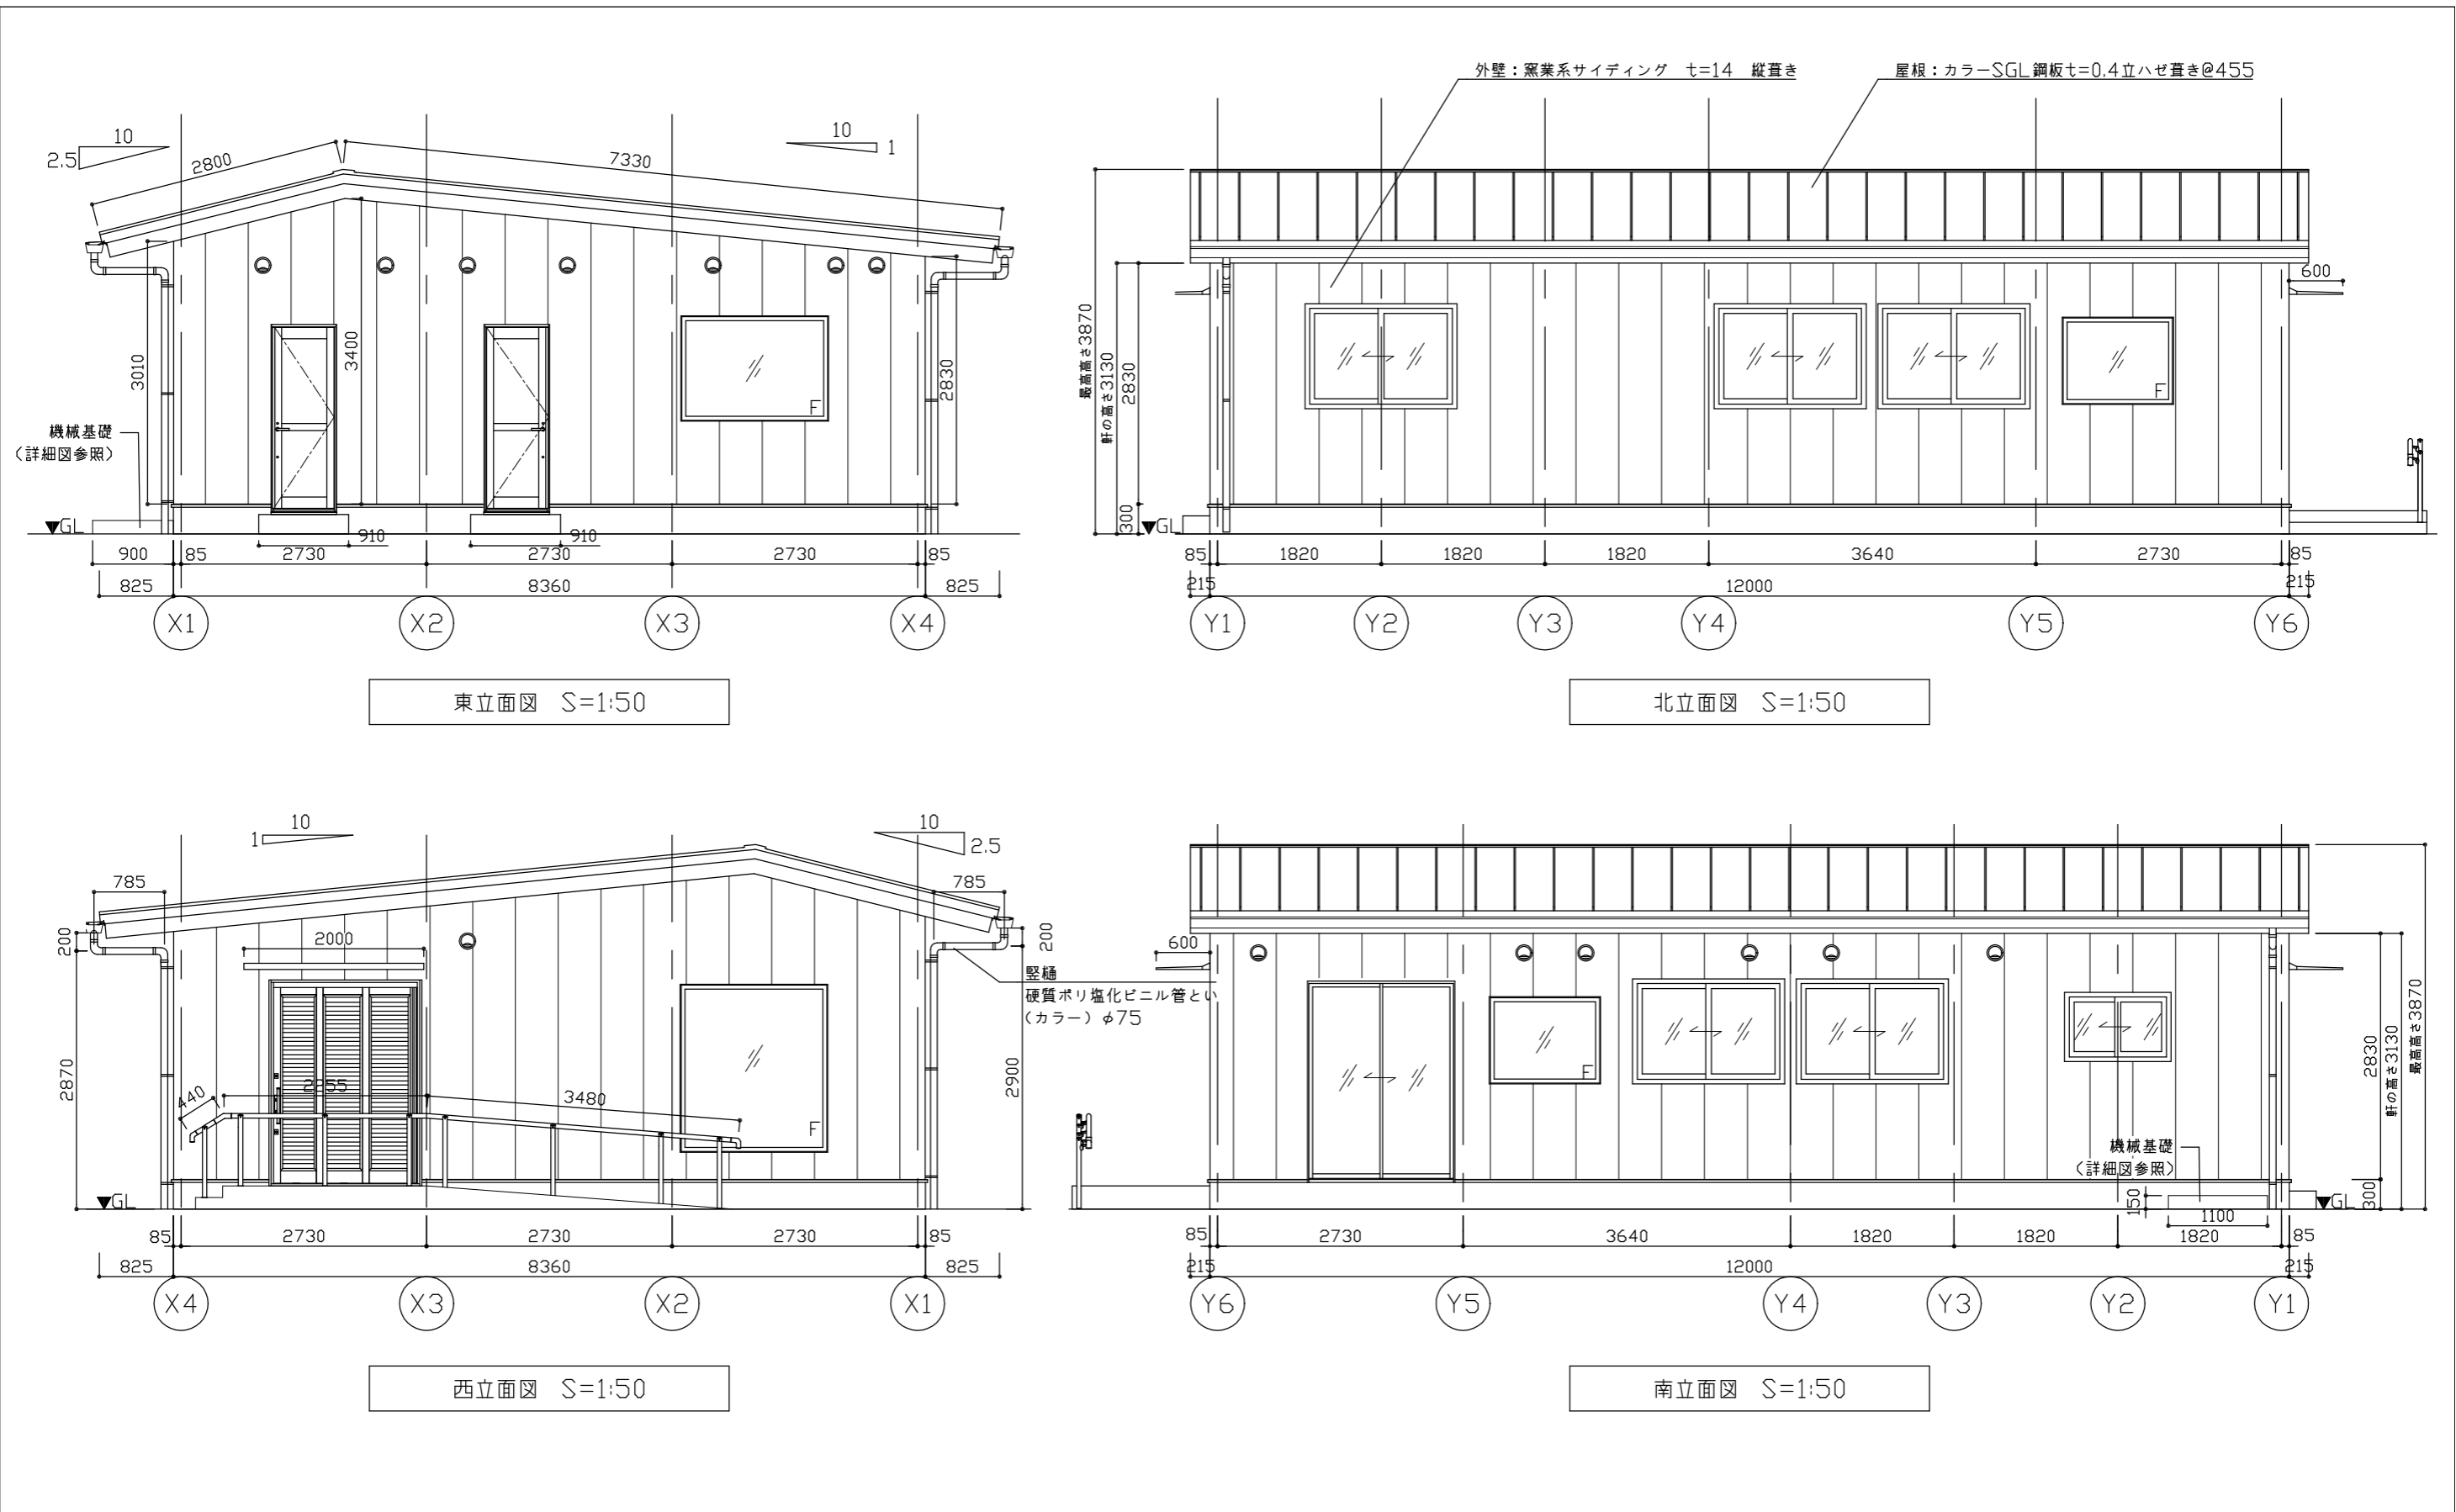 外壁：窯業系サイディング　t=14　縦葺き
屋根：カラーSGL鋼板t=0.4立ハゼ葺き@455
10
2.5
2800
7330
10
1
3010
3400
2830
F
機械基礎
（詳細図参照）
▼GL
910
910
900
85
2730
2730
2730
85
825
8360
825
X1
X2
X3
X4
東立面図　S=1:50
最高高さ3870
軒の高さ3130
2830
300
▼GL
600
F
85
1820
1820
1820
3640
2730
85
215
12000
215
Y1
Y2
Y3
Y4
Y5
Y6
北立面図　S=1:50
10
1
10
2.5
785
785
200
200
2000
竪樋
硬質ポリ塩化ビニル管とい
（カラー）φ75
2870
2900
440
2255
3480
F
▼GL
85
2730
2730
2730
85
825
8360
825
X4
X3
X2
X1
西立面図　S=1:50
600
F
2830
軒の高さ3130
最高高さ3870
機械基礎
（詳細図参照）
150
1100
300
▼GL
85
2730
3640
1820
1820
1820
85
215
12000
215
Y6
Y5
Y4
Y3
Y2
Y1
南立面図　S=1:50